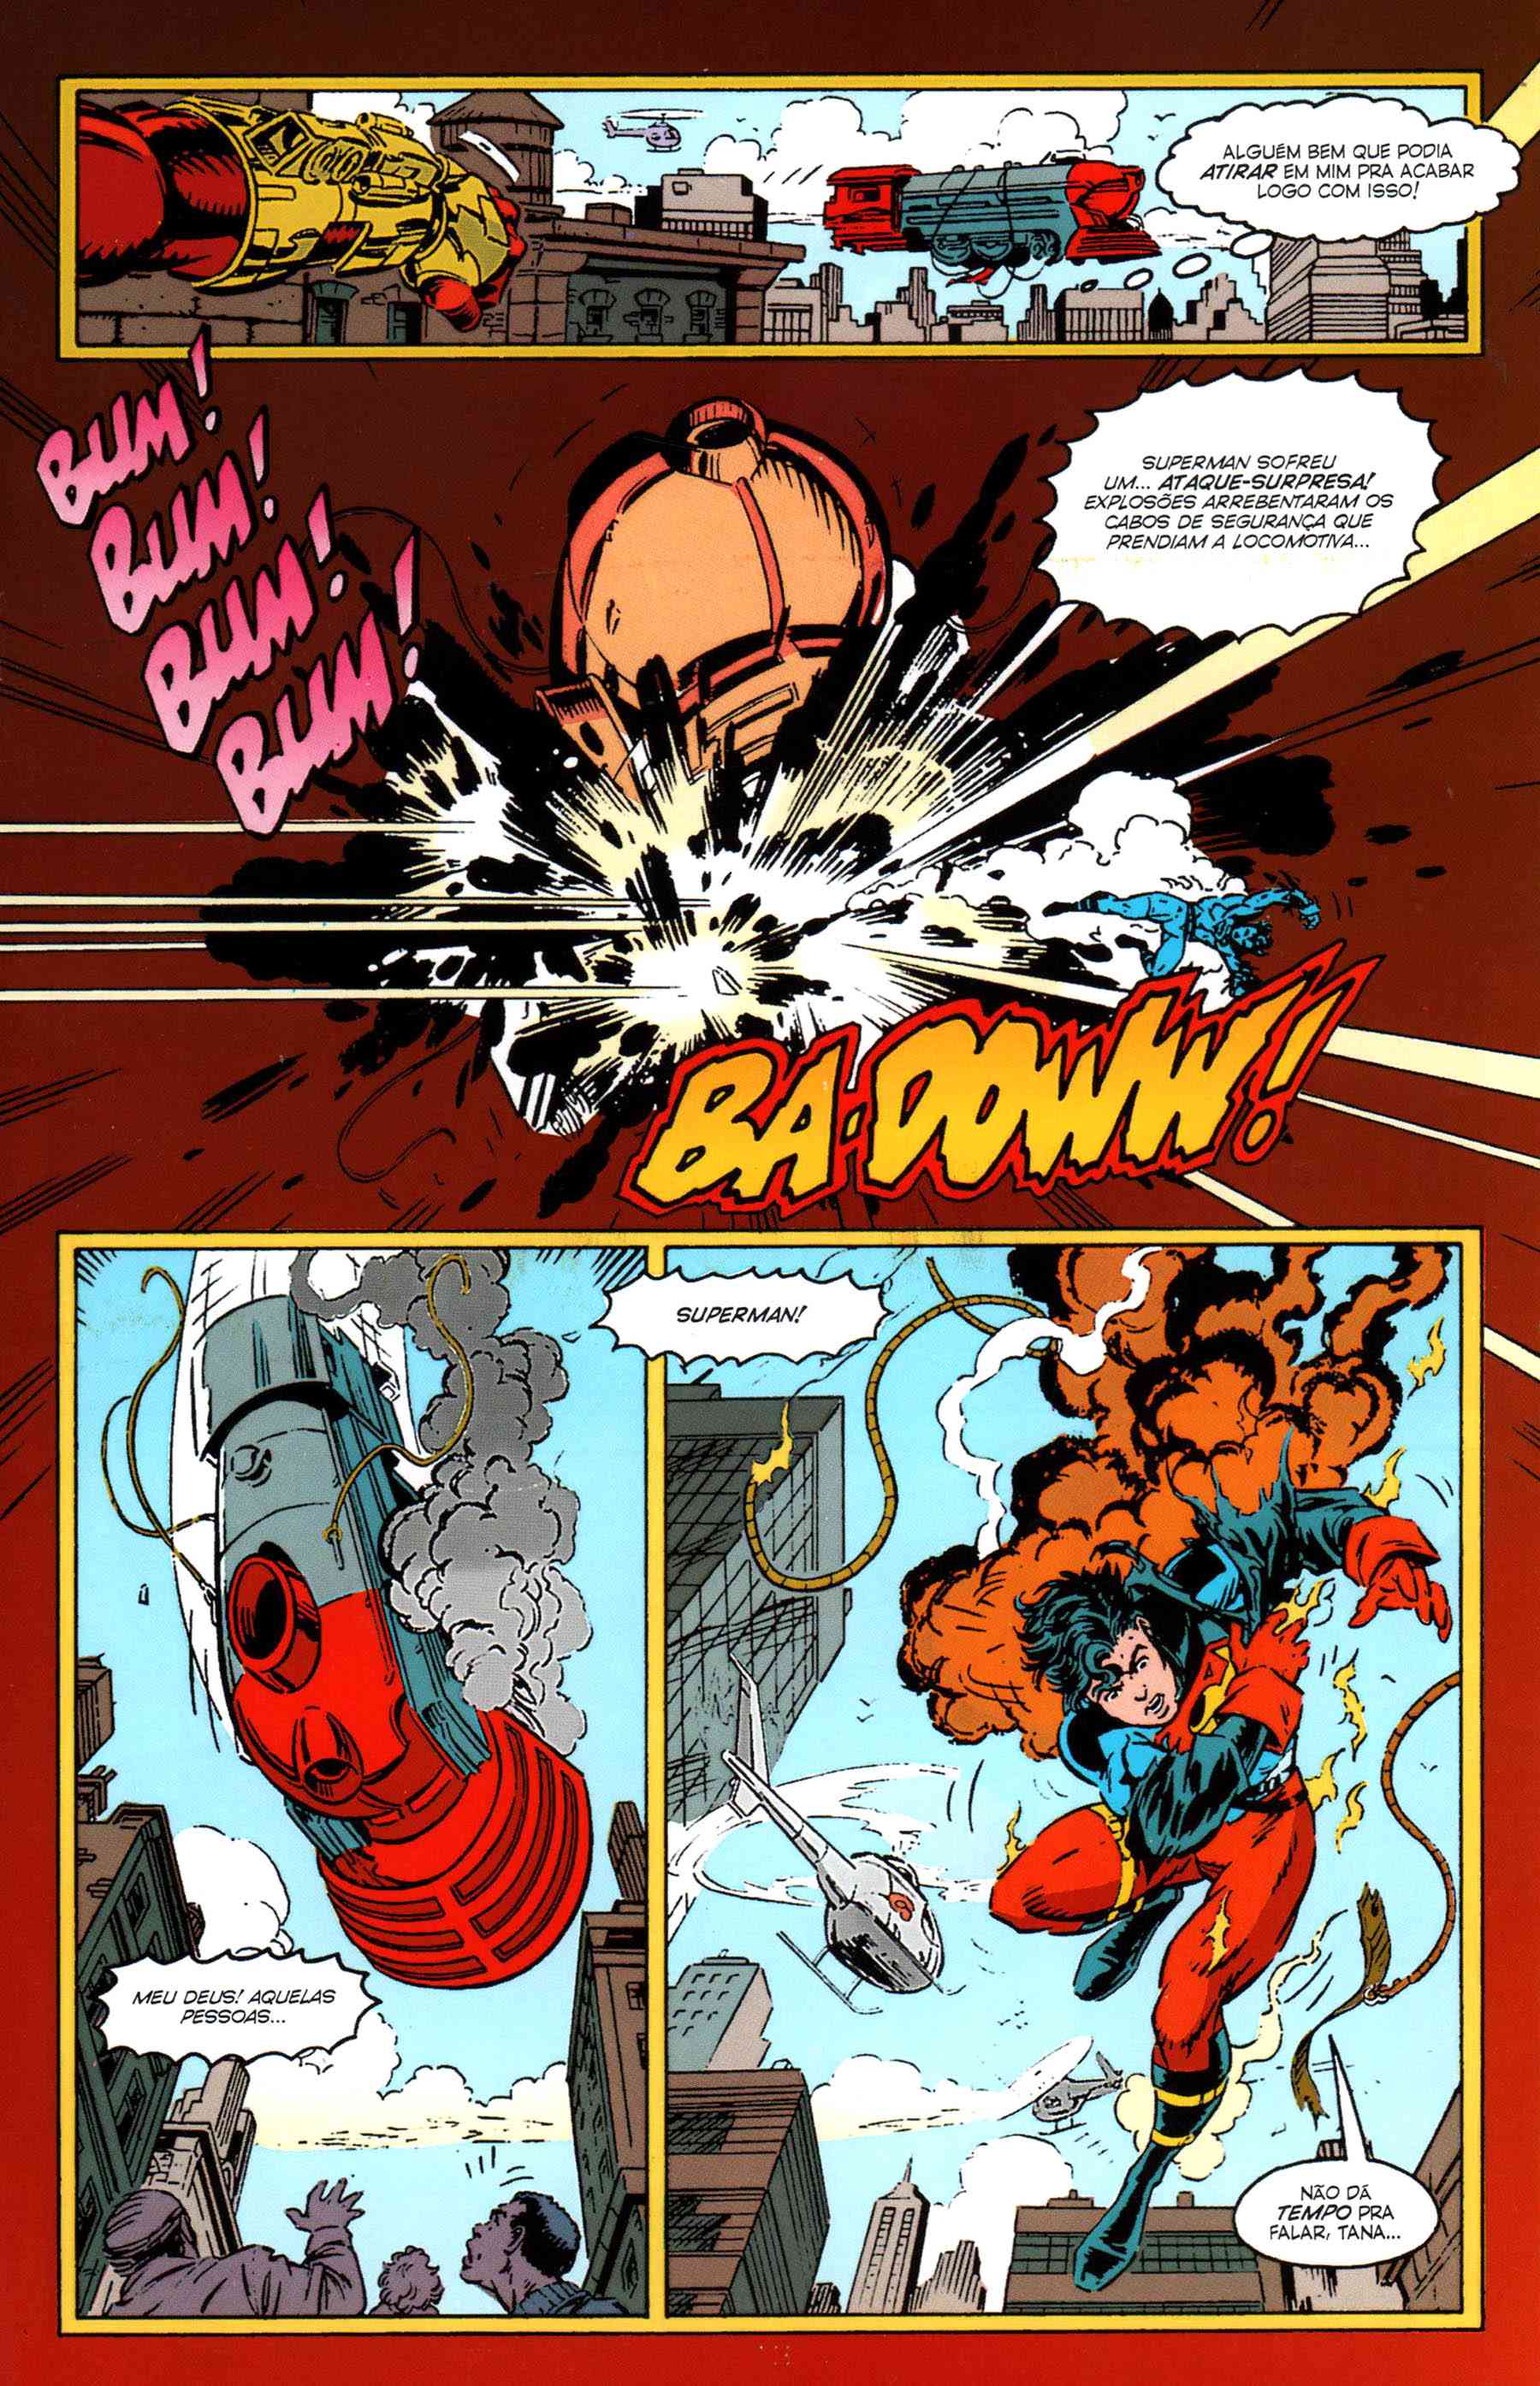 ALGUÉM BEM QUE PODIA
ATIRAR EM MIM PRA ACABAR
LOGO COM ISSO!
BUM!
BUM!
BUM!
BUM!
SUPERMAN SOFREU
UM... ATAQUE-SURPRESA!
EXPLOSÕES ARREBENTARAM OS
CABOS DE SEGURANÇA QUE
PRENDIAM A LOCOMOTIVA...
BA-DOWW!
SUPERMAN!
MEU DEUS! AQUELAS
PESSOAS...
NÃO DÁ
TEMPO PRA
FALAR, TANA...